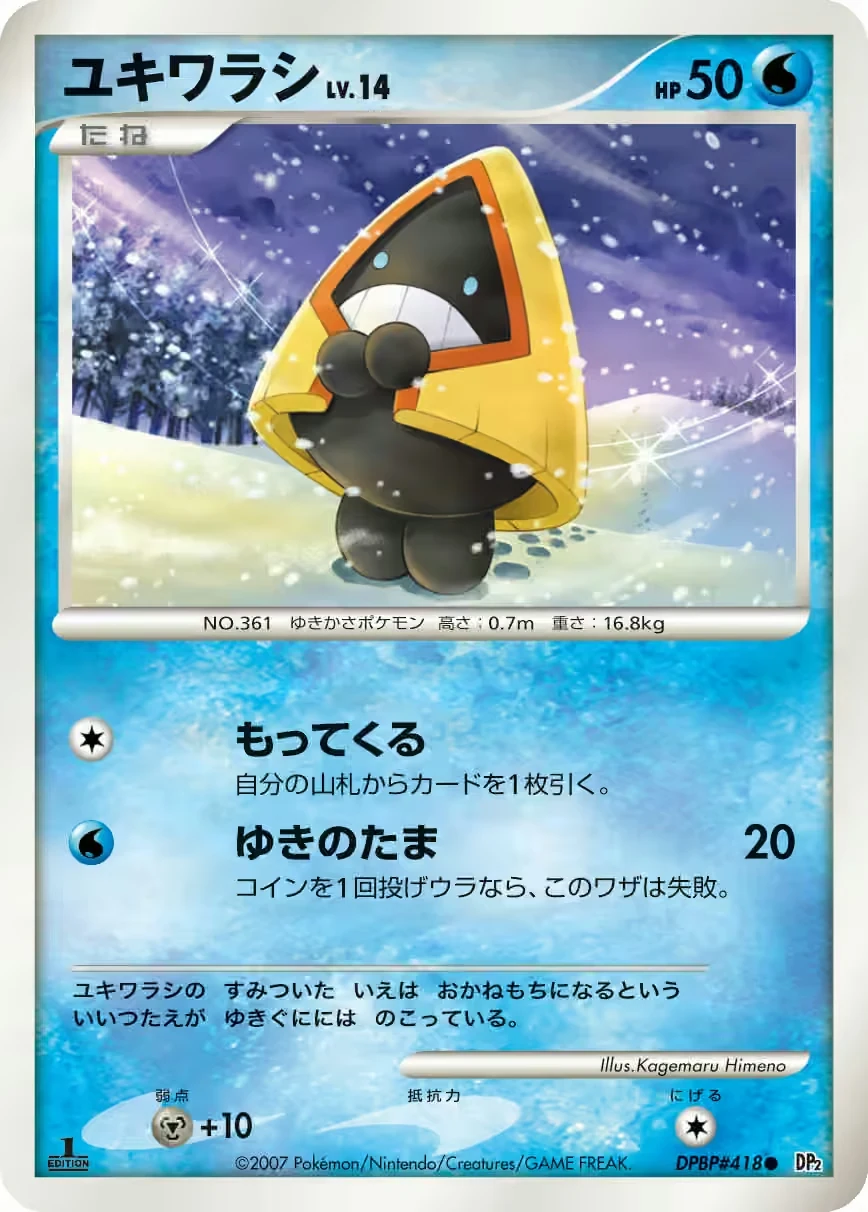 ユキワラシ LV.14 HP 50
たね
NO.361 ゆきかさポケモン 高さ：0.7m 重さ：16.8kg
もってくる
自分の山札からカードを1枚引く。
ゆきのたま 20
コインを1回投げウラなら、このワザは失敗。
ユキワラシの すみついた いえは おかねもちになるという
いいつたえが ゆきぐにには のこっている。
Illus.Kagemaru Himeno
弱点 抵抗力 にげる
+10
1 EDITION ©2007 Pokémon/Nintendo/Creatures/GAME FREAK. DPBP#418● DP2